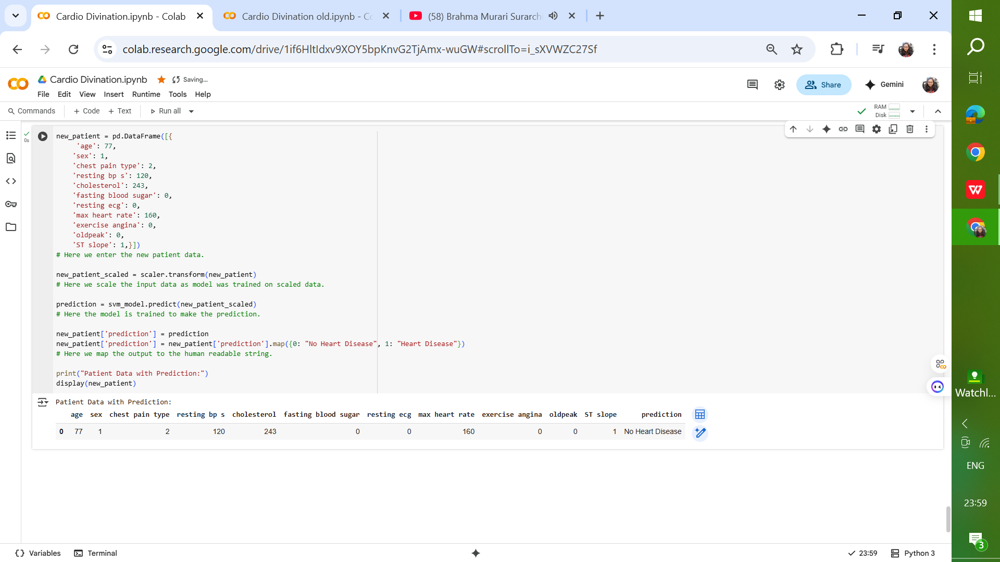 Cardio Divination.ipynb - Colab
Cardio Divination old.ipynb - Co
(58) Brahma Murari Surarchi
colab.research.google.com/drive/1if6HltIdxv9XOY5bpKnvG2TjAmx-wuGW#scrollTo=i_sXVWZC27Sf
Cardio Divination.ipynb
Saving...
File Edit View Insert Runtime Tools Help
Share
Gemini
Commands + Code + Text Run all
RAM
Disk
0s
new_patient = pd.DataFrame([{
'age': 77,
'sex': 1,
'chest pain type': 2,
'resting bp s': 120,
'cholesterol': 243,
'fasting blood sugar': 0,
'resting ecg': 0,
'max heart rate': 160,
'exercise angina': 0,
'oldpeak': 0,
'ST slope': 1,}])
# Here we enter the new patient data.
new_patient_scaled = scaler.transform(new_patient)
# Here we scale the input data as model was trained on scaled data.
prediction = svm_model.predict(new_patient_scaled)
# Here the model is trained to make the prediction.
new_patient['prediction'] = prediction
new_patient['prediction'] = new_patient['prediction'].map({0: "No Heart Disease", 1: "Heart Disease"})
# Here we map the output to the human readable string.
print("Patient Data with Prediction:")
display(new_patient)
Patient Data with Prediction:
age sex chest pain type resting bp s cholesterol fasting blood sugar resting ecg max heart rate exercise angina oldpeak ST slope prediction
0 77 1 2 120 243 0 0 160 0 0 1 No Heart Disease
Variables
Terminal
23:59
Python 3
Watchl...
ENG
23:59
3